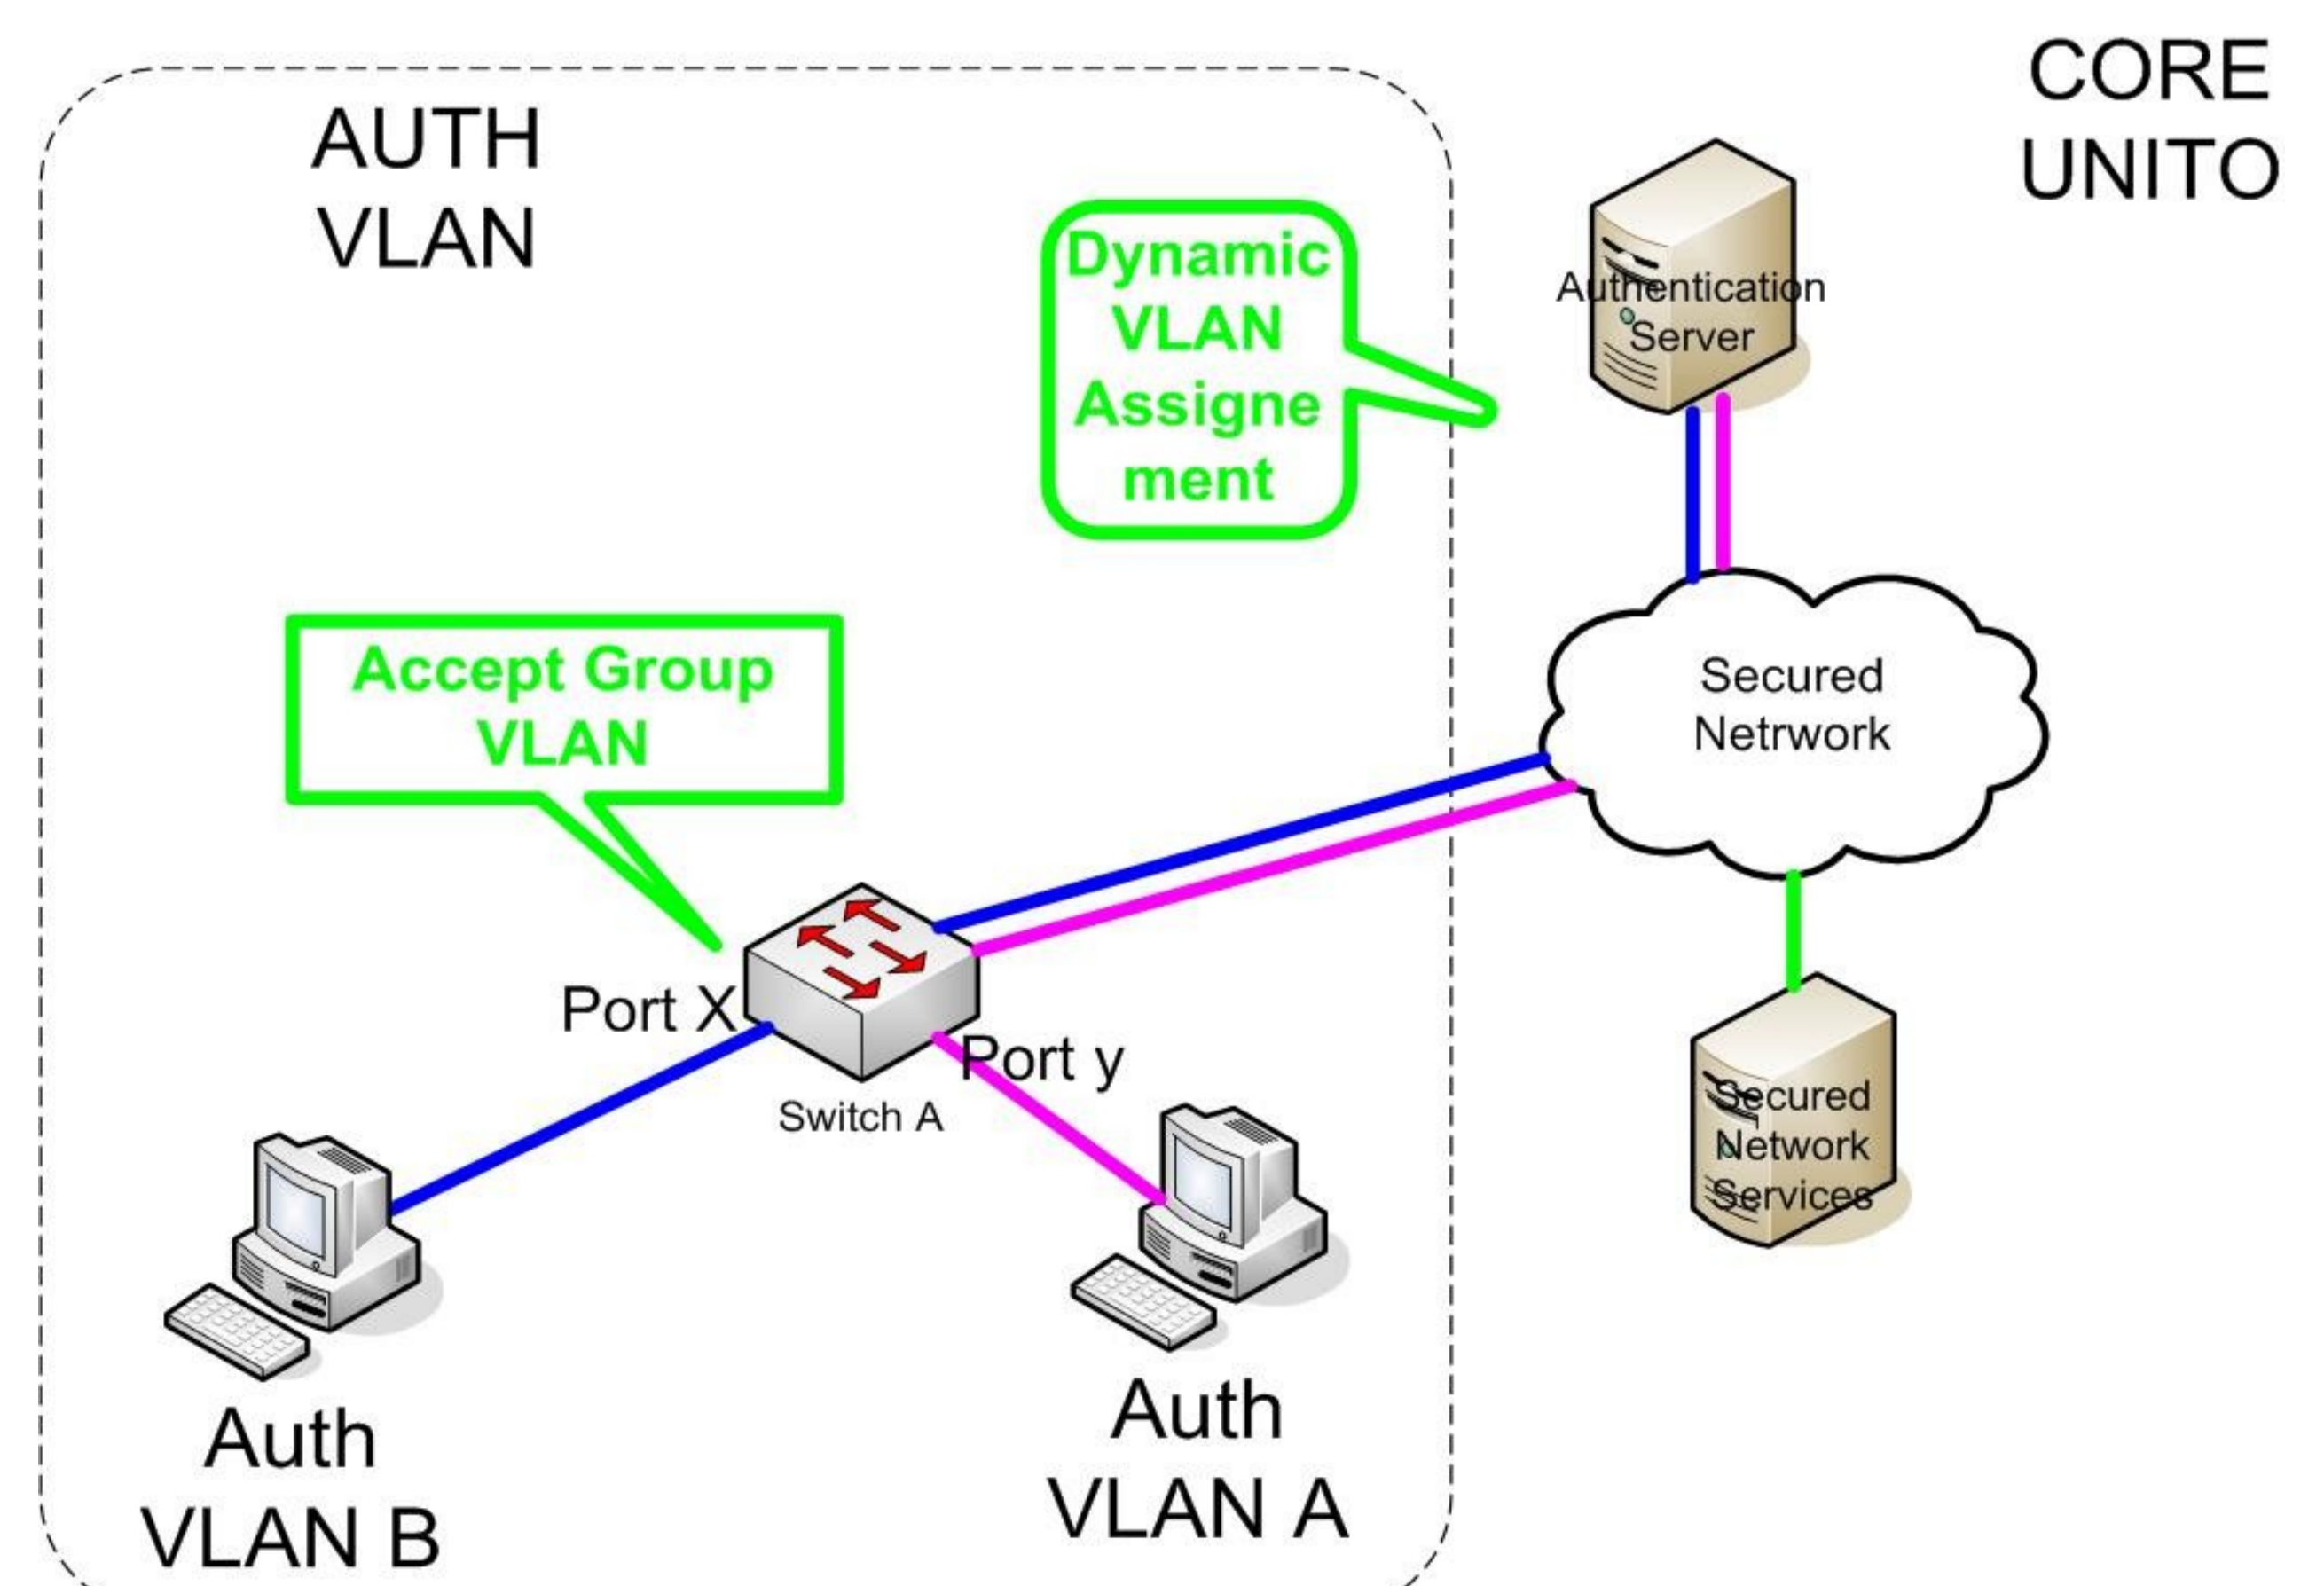 AUTH
VLAN
CORE
UNITO
Dynamic
VLAN
Assigne
ment
Authentication
Server
Accept Group
VLAN
Secured
Netrwork
Port X
Port y
Switch A
Secured
Network
Services
Auth
VLAN B
Auth
VLAN A